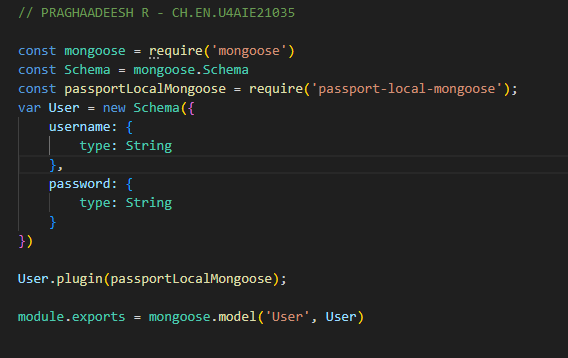 // PRAGHAADEESH R - CH.EN.U4AIE21035
const mongoose = require('mongoose')
const Schema = mongoose.Schema
const passportLocalMongoose = require('passport-local-mongoose');
var User = new Schema({
    username: {
        type: String
    },
    password: {
        type: String
    }
})
User.plugin(passportLocalMongoose);
module.exports = mongoose.model('User', User)